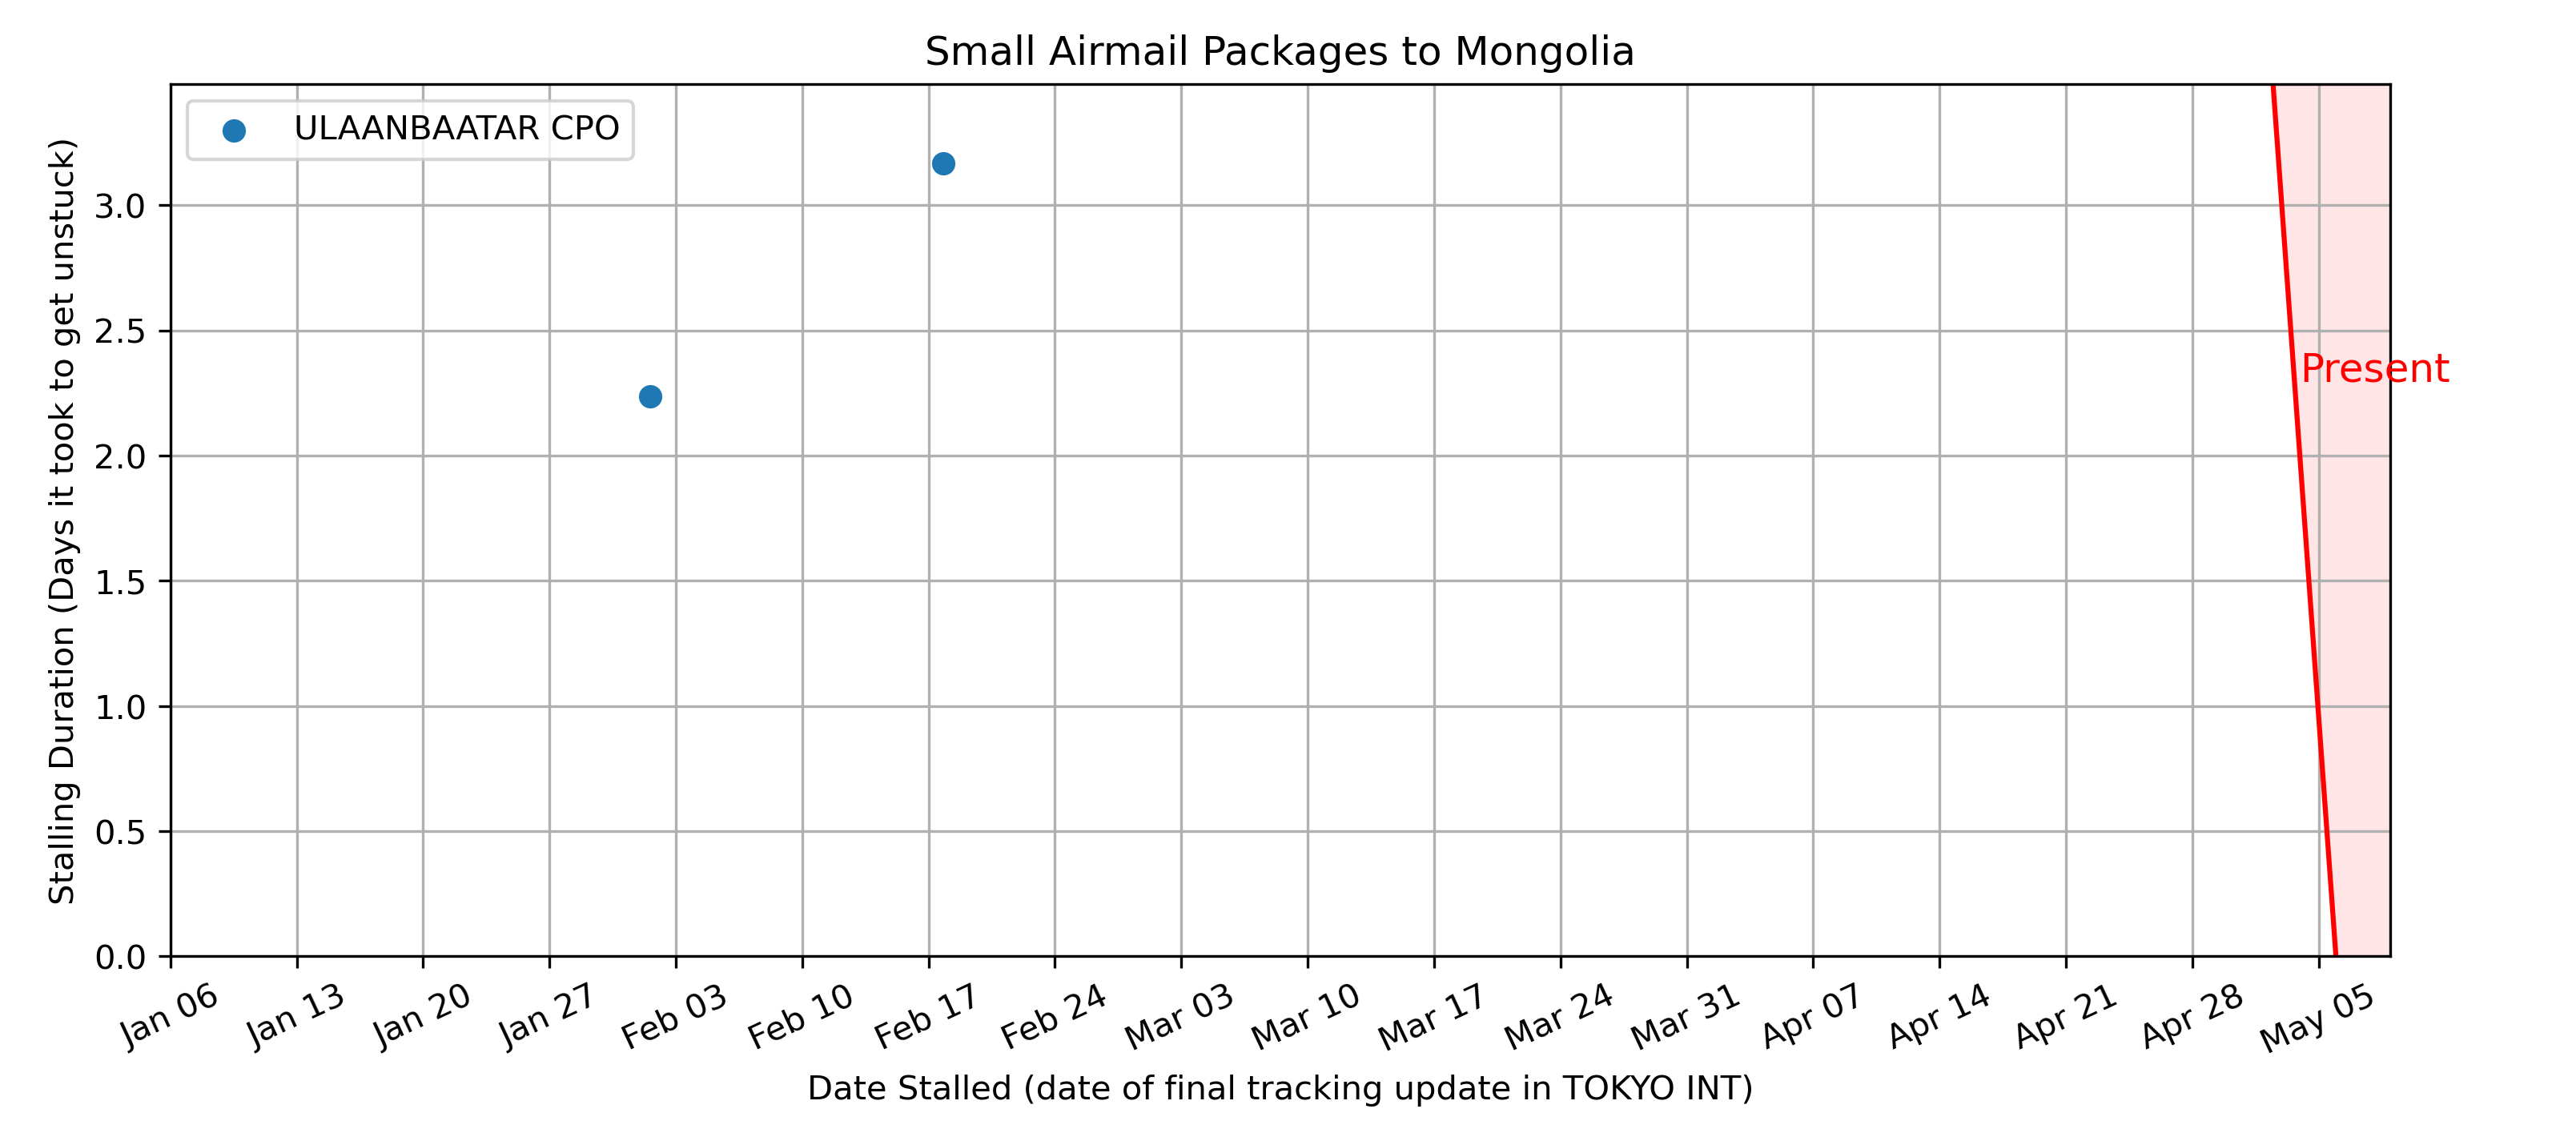 Small Airmail Packages to Mongolia
ULAANBAATAR CPO
Stalling Duration (Days it took to get unstuck)
3.0
2.5
2.0
1.5
1.0
0.5
0.0
Present
Jan 06 Jan 13 Jan 20 Jan 27 Feb 03 Feb 10 Feb 17 Feb 24 Mar 03 Mar 10 Mar 17 Mar 24 Mar 31 Apr 07 Apr 14 Apr 21 Apr 28 May 05
Date Stalled (date of final tracking update in TOKYO INT)